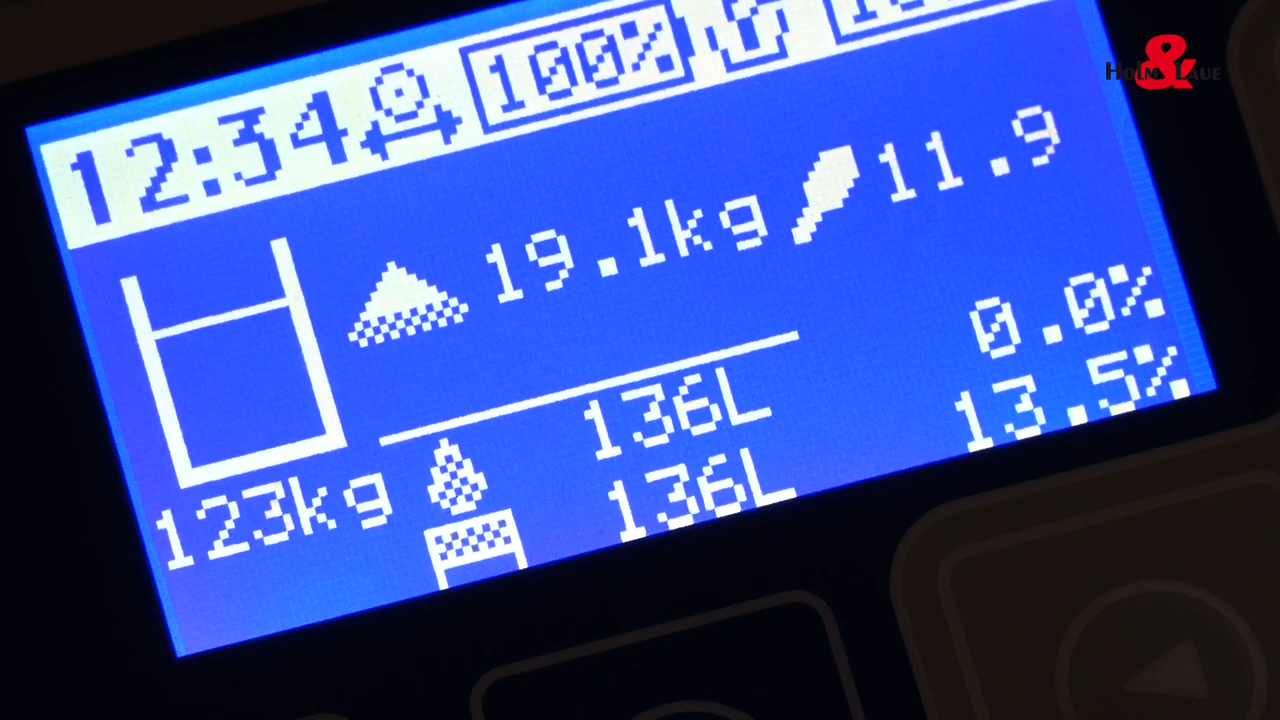 12:34 100%
Holm & Laue
19.1kg 11.9
0.0%
136L 13.5%
123kg 136L